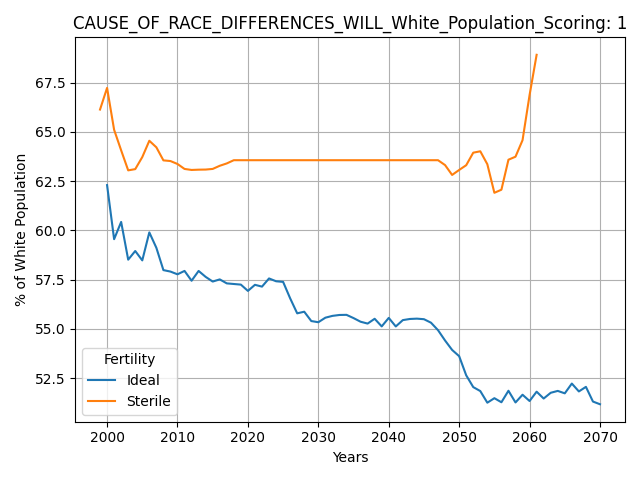 CAUSE_OF_RACE_DIFFERENCES_WILL_White_Population_Scoring: 1
% of White Population
67.5
65.0
62.5
60.0
57.5
55.0
52.5
Fertility
Ideal
Sterile
2000 2010 2020 2030 2040 2050 2060 2070
Years